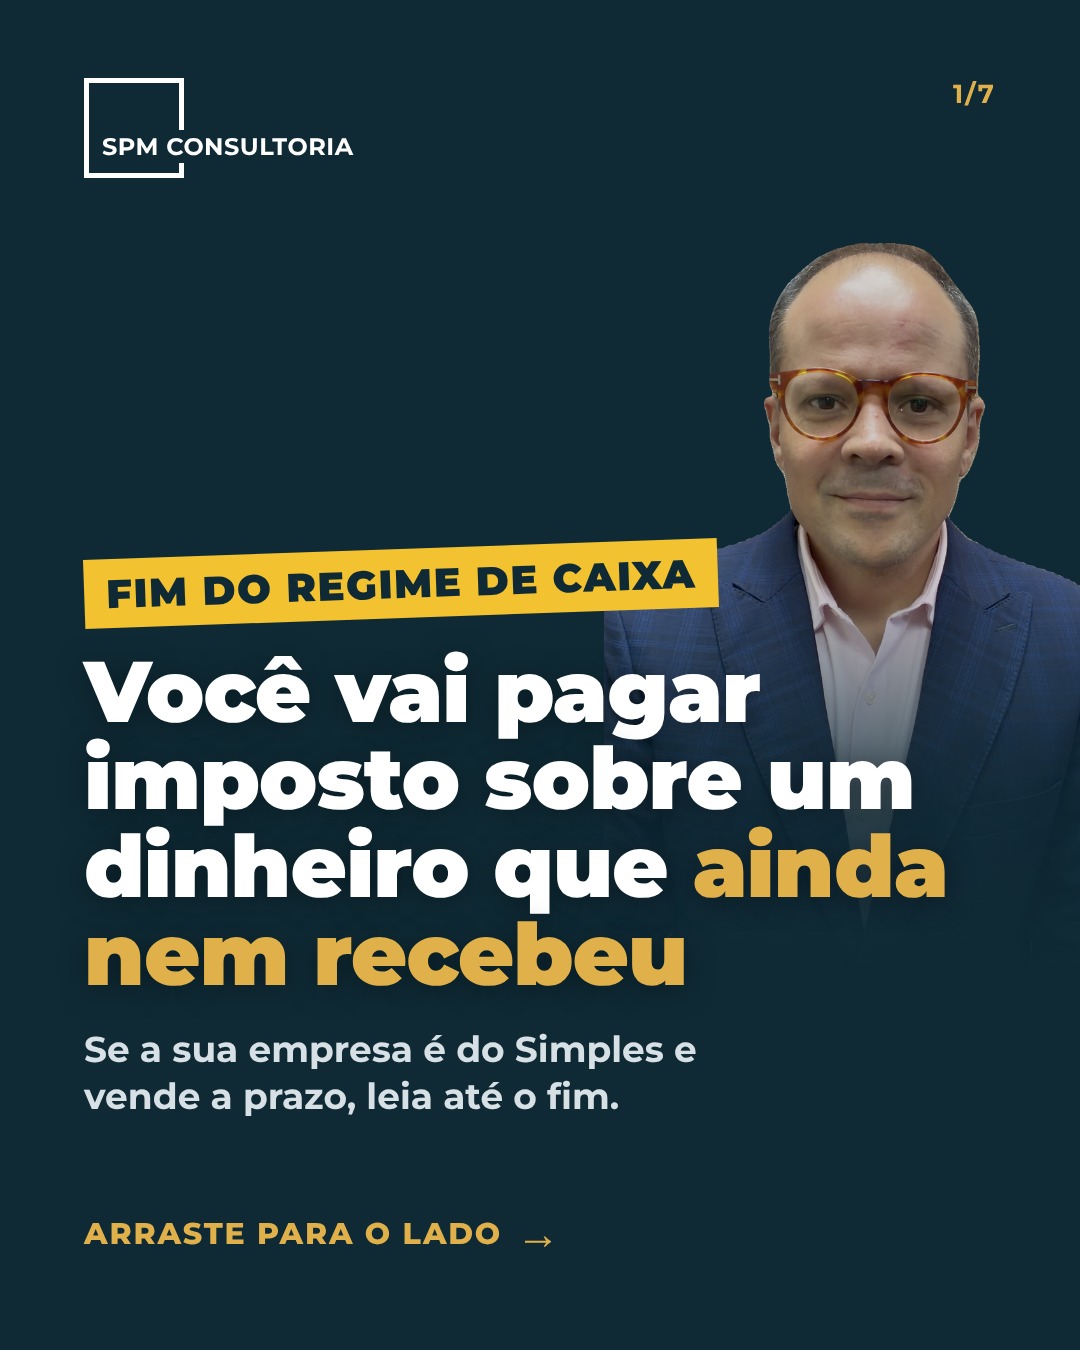 SPM CONSULTORIA
1/7
FIM DO REGIME DE CAIXA
Você vai pagar
imposto sobre um
dinheiro que ainda
nem recebeu
Se a sua empresa é do Simples e
vende a prazo, leia até o fim.
ARRASTE PARA O LADO →